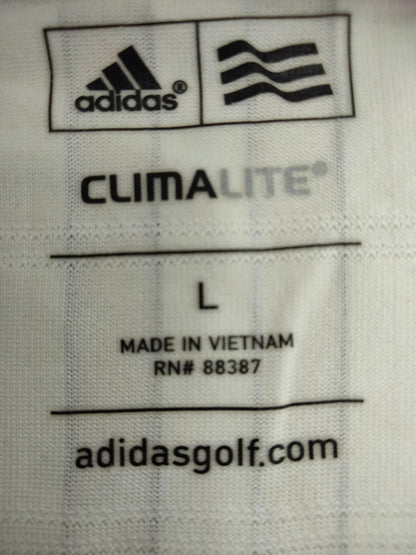 adidas®
CLIMALITE®
L
MADE IN VIETNAM
RN# 88387
adidasgolf.com